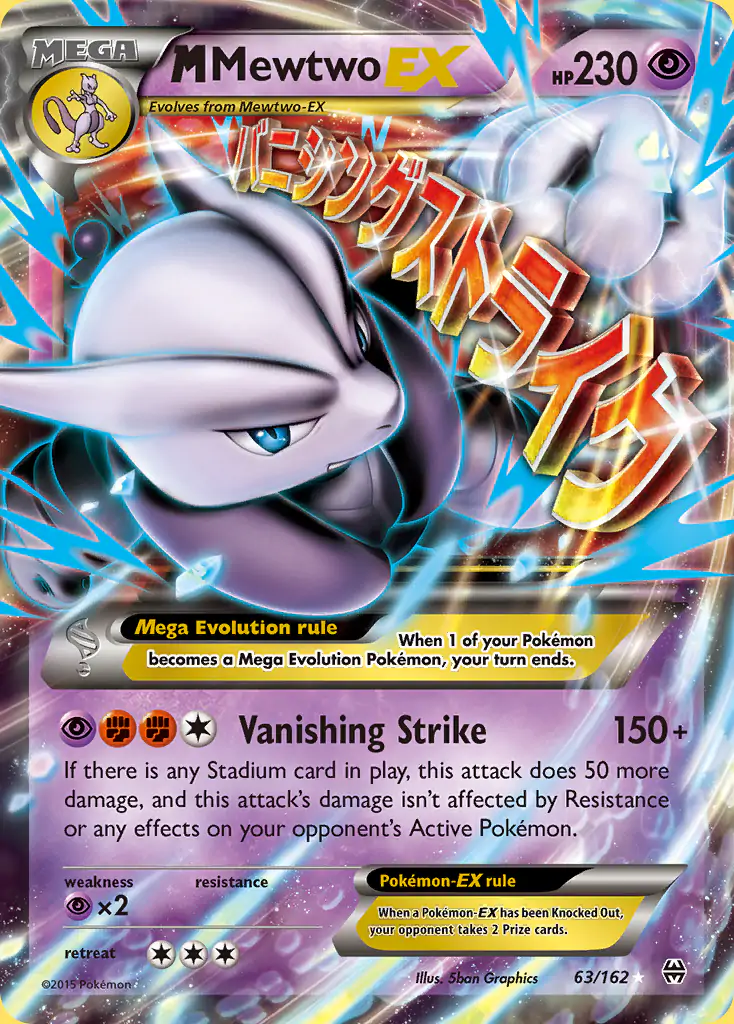 MEGA
MMewtwoEX
HP230
Evolves from Mewtwo-EX
バニシングストライク
Mega Evolution rule
When 1 of your Pokémon
becomes a Mega Evolution Pokémon, your turn ends.
Vanishing Strike 150+
If there is any Stadium card in play, this attack does 50 more
damage, and this attack's damage isn't affected by Resistance
or any effects on your opponent's Active Pokémon.
weakness resistance
×2
Pokémon-EX rule
When a Pokémon-EX has been Knocked Out,
your opponent takes 2 Prize cards.
retreat
©2015 Pokémon
Illus. 5ban Graphics 63/162